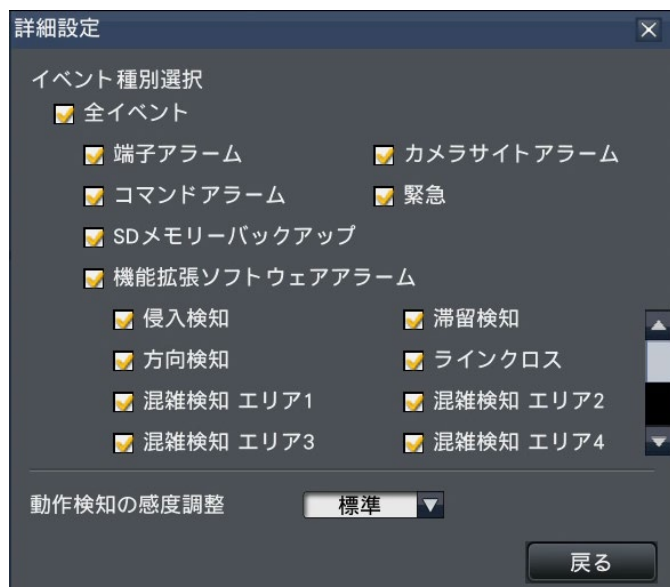 詳細設定
イベント種別選択
全イベント
端子アラーム カメラサイトアラーム
コマンドアラーム 緊急
SDメモリーバックアップ
機能拡張ソフトウェアアラーム
侵入検知 滞留検知
方向検知 ラインクロス
混雑検知 エリア1 混雑検知 エリア2
混雑検知 エリア3 混雑検知 エリア4
動作検知の感度調整 標準
戻る